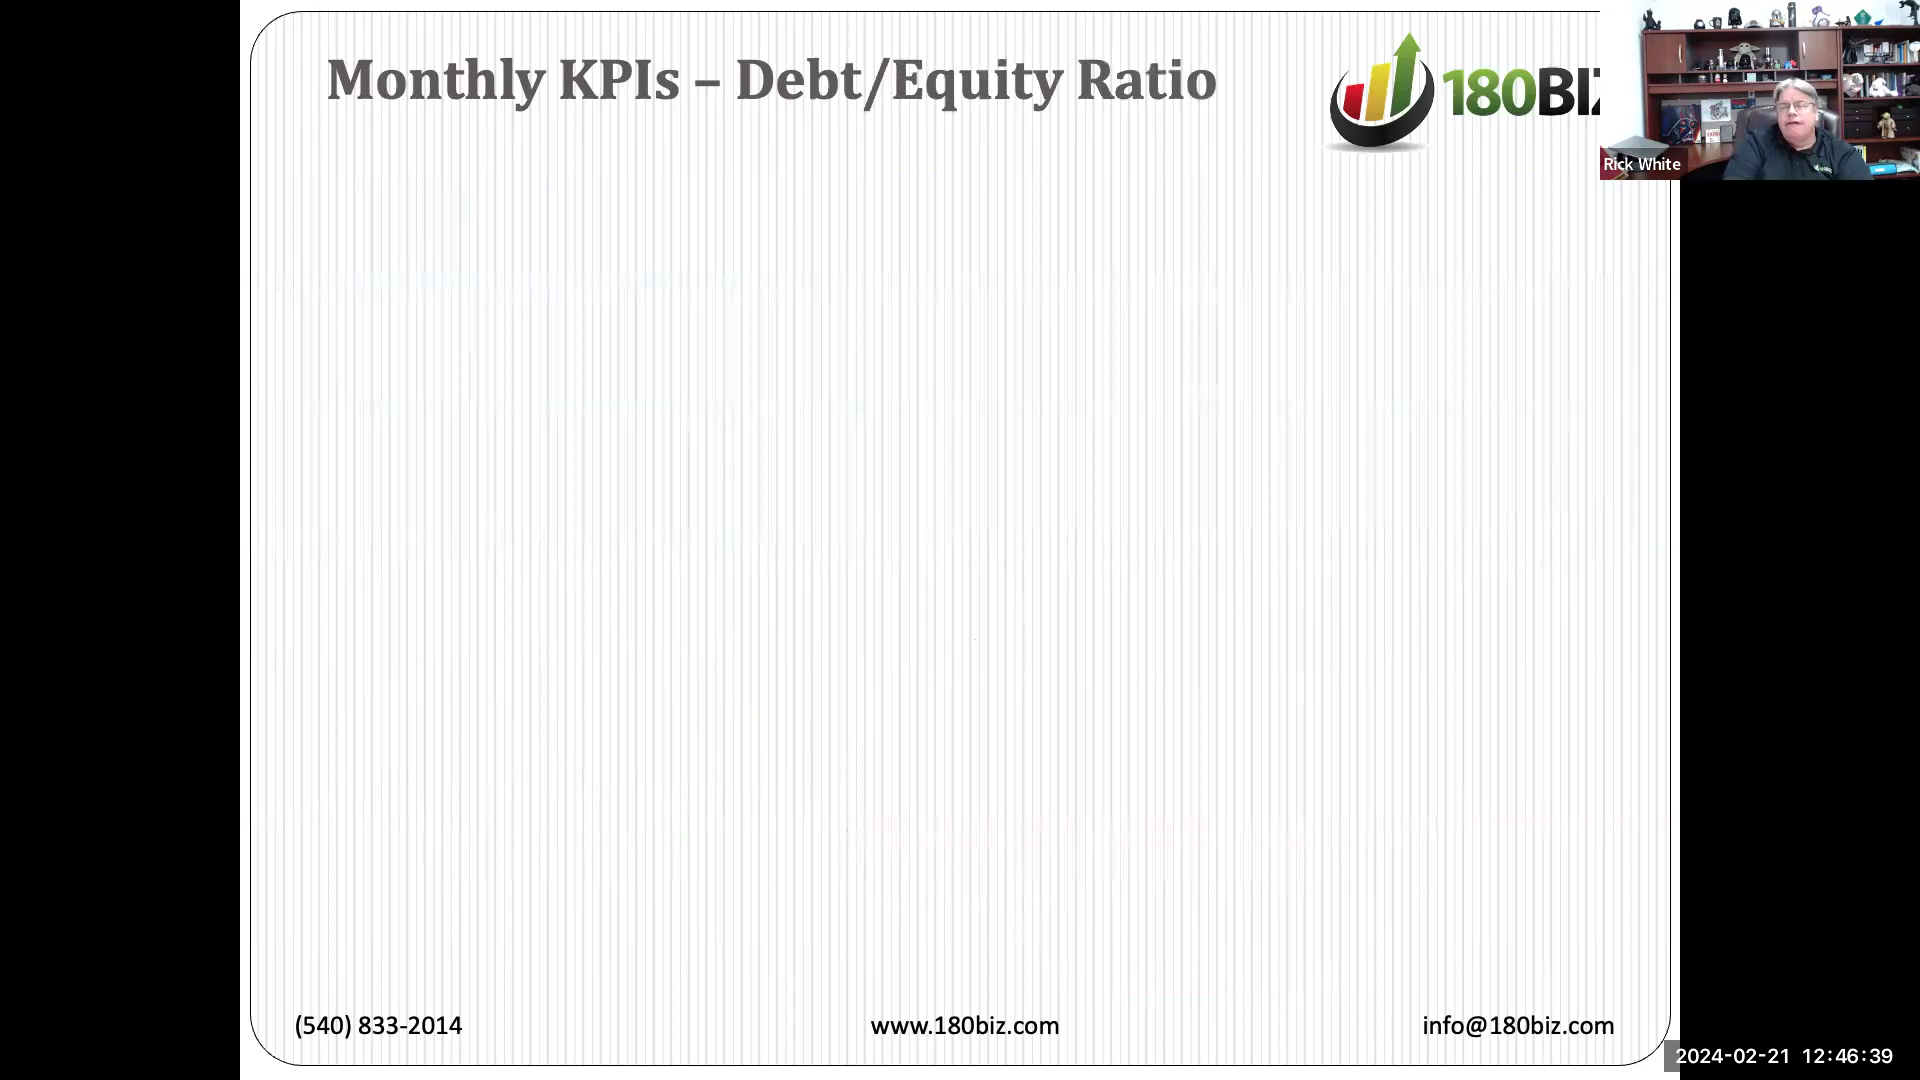 Monthly KPIs – Debt/Equity Ratio
180BIZ
Rick White
(540) 833-2014
www.180biz.com
info@180biz.com
2024-02-21 12:46:39